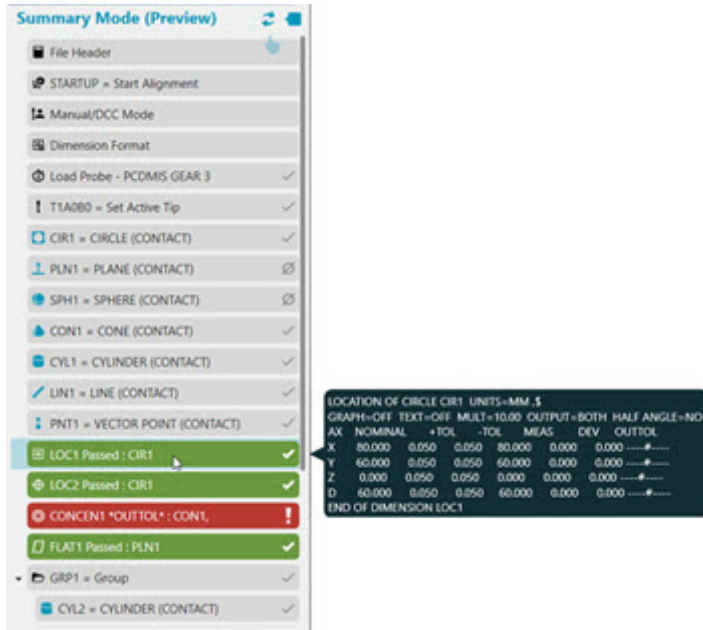 Summary Mode (Preview)
File Header
STARTUP = Start Alignment
Manual/DCC Mode
Dimension Format
Load Probe - PCDMIS GEAR 3
T1A0B0 = Set Active Tip
CIR1 = CIRCLE (CONTACT)
PLN1 = PLANE (CONTACT)
SPH1 = SPHERE (CONTACT)
CON1 = CONE (CONTACT)
CYL1 = CYLINDER (CONTACT)
LIN1 = LINE (CONTACT)
PNT1 = VECTOR POINT (CONTACT)
LOC1 Passed : CIR1
LOC2 Passed : CIR1
CONCEN1 *OUTTOL* : CON1,
FLAT1 Passed : PLN1
GRP1 = Group
CYL2 = CYLINDER (CONTACT)
LOCATION OF CIRCLE CIR1 UNITS=MM ,$
GRAPH=OFF TEXT=OFF MULT=10.00 OUTPUT=BOTH HALF ANGLE=NO
AX NOMINAL +TOL -TOL MEAS DEV OUTTOL
X 80.000 0.050 0.050 80.000 0.000 0.000 ----#----
Y 60.000 0.050 0.050 60.000 0.000 0.000 ----#----
Z 0.000 0.050 0.050 0.000 0.000 0.000 ----#----
D 60.000 0.050 0.050 60.000 0.000 0.000 ----#----
END OF DIMENSION LOC1